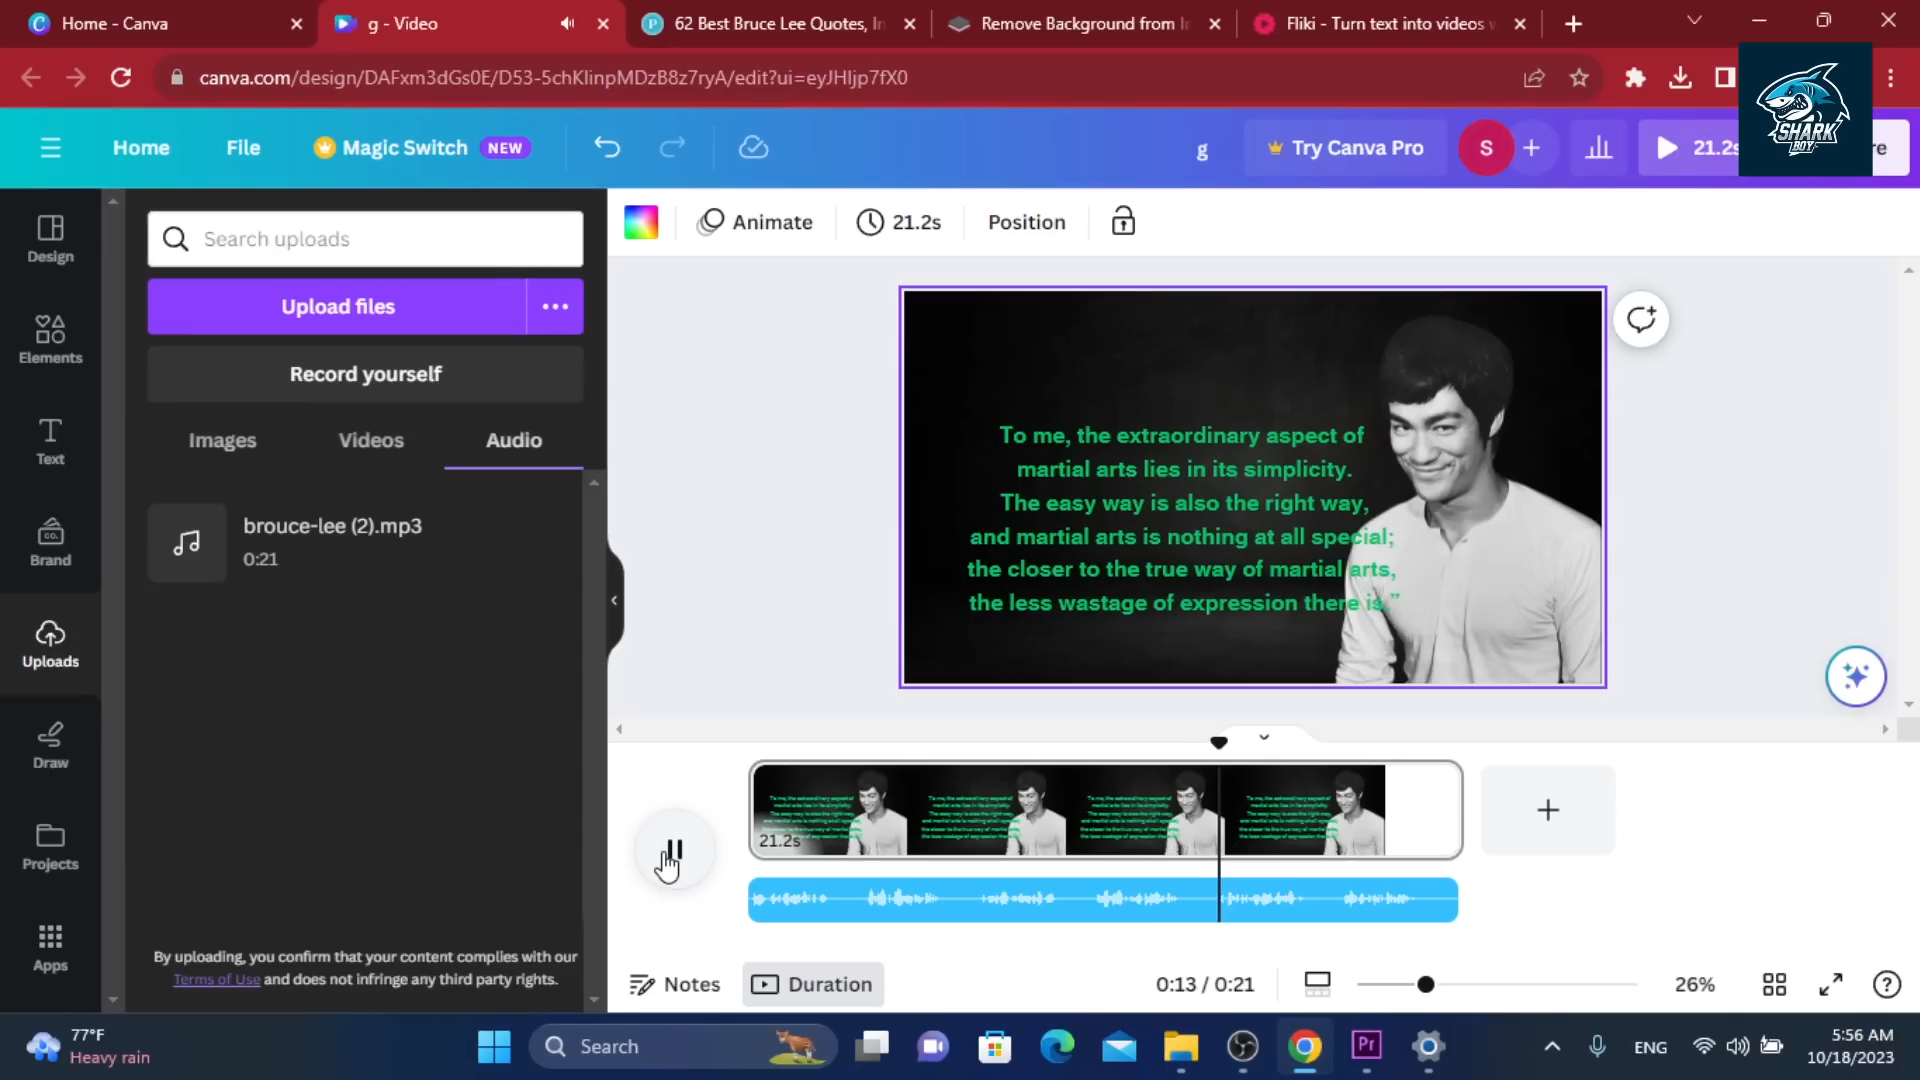 Home - Canva
g - Video
62 Best Bruce Lee Quotes, In
Remove Background from I
Fliki - Turn text into videos
canva.com/design/DAFxm3dGs0E/D53-5chKlinpMDzB8z7ryA/edit?ui=eyJHIjp7fX0
SHARK
BOY
Home
File
Magic Switch
NEW
g
Try Canva Pro
S
21.2s
Design
Elements
Text
Brand
Uploads
Draw
Projects
Apps
Search uploads
Upload files
Record yourself
Images
Videos
Audio
brouce-lee (2).mp3
0:21
By uploading, you confirm that your content complies with our
Terms of Use and does not infringe any third party rights.
Animate
21.2s
Position
To me, the extraordinary aspect of
martial arts lies in its simplicity.
The easy way is also the right way,
and martial arts is nothing at all special;
the closer to the true way of martial arts,
the less wastage of expression there is.”
21.2s
Notes
Duration
0:13 / 0:21
26%
77°F
Heavy rain
Search
Pr
ENG
5:56 AM
10/18/2023